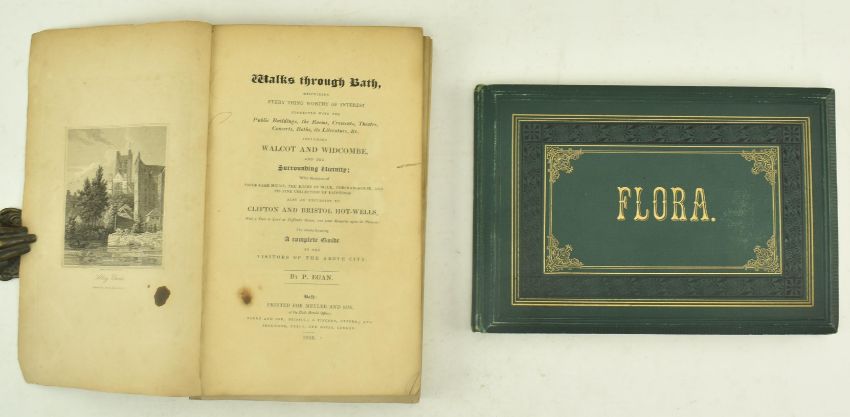 Walks through Bath,
DESCRIBING
EVERY THING WORTHY OF INTEREST
CONNECTED WITH THE
Public Buildings, the Rooms, Crescents, Theatre,
Concerts, Baths, its Literature, &c.
INCLUDING
WALCOT AND WIDCOMBE,
AND THE
Surrounding Vicinity;
ALSO AN EXCURSION TO
CLIFTON AND BRISTOL HOT-WELLS,
A complete Guide
TO THE
VISITORS OF THE ABOVE CITY.
BY P. EGAN.
Bath:
PRINTED FOR MEYLER AND SON,
FLORA.